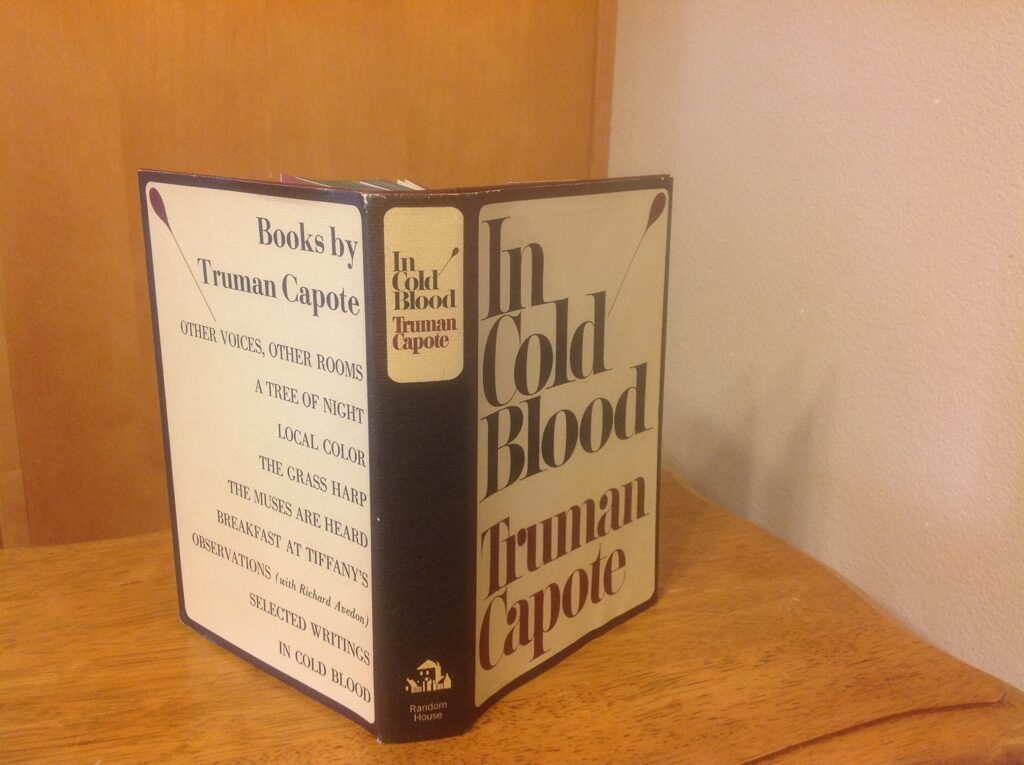 Books by
Truman Capote
OTHER VOICES, OTHER ROOMS
A TREE OF NIGHT
LOCAL COLOR
THE GRASS HARP
THE MUSES ARE HEARD
BREAKFAST AT TIFFANY'S
OBSERVATIONS (with Richard Avedon)
SELECTED WRITINGS
IN COLD BLOOD
In
Cold
Blood
Truman
Capote
Random
House
In
Cold
Blood
Truman
Capote